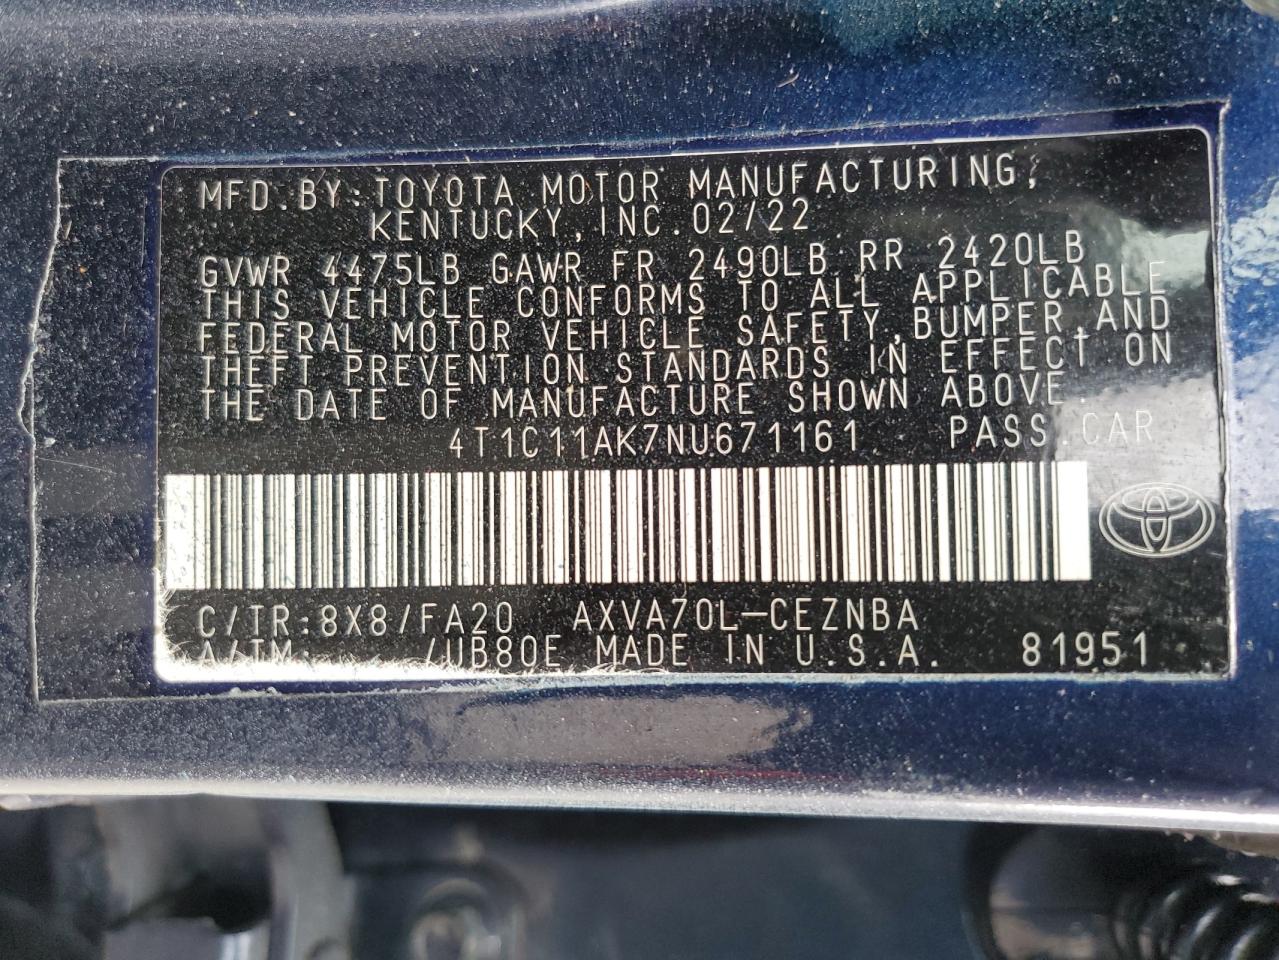 MFD.BY:TOYOTA MOTOR MANUFACTURING,
KENTUCKY,INC.02/22
GVWR 4475LB GAWR FR 2490LB RR 2420LB
THIS VEHICLE CONFORMS TO ALL APPLICABLE
FEDERAL MOTOR VEHICLE SAFETY,BUMPER,AND
THEFT PREVENTION STANDARDS IN EFFECT ON
THE DATE OF MANUFACTURE SHOWN ABOVE.
4T1C11AK7NU671161 PASS.CAR
C/TR:8X8/FA20 AXVA70L-CEZNBA
A/TM: /UB80E MADE IN U.S.A. 81951